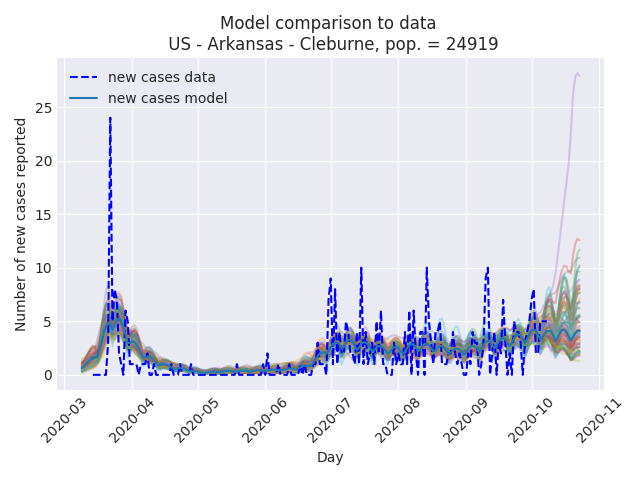 Model comparison to data
US - Arkansas - Cleburne, pop. = 24919
new cases data
new cases model
Number of new cases reported
25
20
15
10
5
0
2020-03
2020-04
2020-05
2020-06
2020-07
2020-08
2020-09
2020-10
2020-11
Day